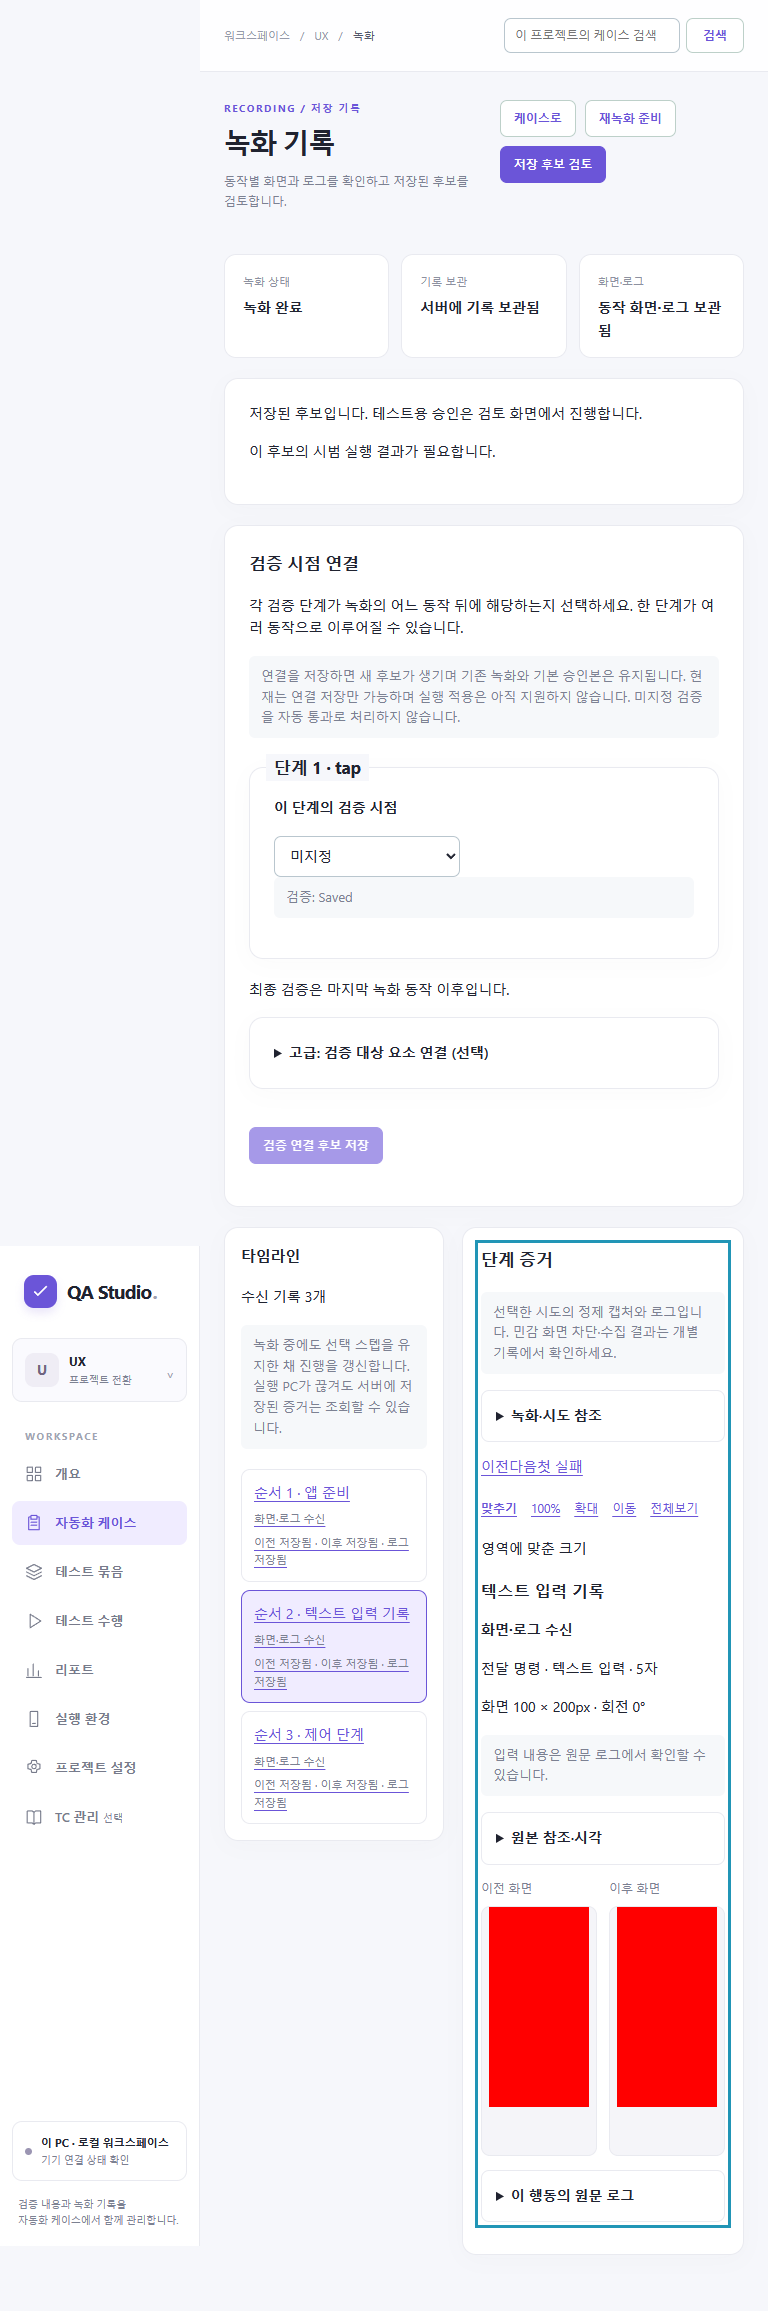 워크스페이스 / UX / 녹화
이 프로젝트의 케이스 검색
검색
RECORDING / 저장 기록
녹화 기록
동작별 화면과 로그를 확인하고 저장된 후보를
검토합니다.
케이스로
재녹화 준비
저장 후보 검토
녹화 상태
녹화 완료
기록 보관
서버에 기록 보관됨
화면·로그
동작 화면·로그 보관
됨
저장된 후보입니다. 테스트용 승인은 검토 화면에서 진행합니다.
이 후보의 시범 실행 결과가 필요합니다.
검증 시점 연결
각 검증 단계가 녹화의 어느 동작 뒤에 해당하는지 선택하세요. 한 단계가 여
러 동작으로 이루어질 수 있습니다.
연결을 저장하면 새 후보가 생기며 기존 녹화와 기본 승인본은 유지됩니다. 현
재는 연결 저장만 가능하며 실행 적용은 아직 지원하지 않습니다. 미지정 검증
을 자동 통과로 처리하지 않습니다.
단계 1 · tap
이 단계의 검증 시점
미지정
검증: Saved
최종 검증은 마지막 녹화 동작 이후입니다.
▶ 고급: 검증 대상 요소 연결 (선택)
검증 연결 후보 저장
QA Studio.
U
UX
프로젝트 전환
v
WORKSPACE
개요
자동화 케이스
테스트 묶음
테스트 수행
리포트
실행 환경
프로젝트 설정
TC 관리 선택
이 PC · 로컬 워크스페이스
기기 연결 상태 확인
검증 내용과 녹화 기록을
자동화 케이스에서 함께 관리합니다.
타임라인
수신 기록 3개
녹화 중에도 선택 스텝을 유
지한 채 진행을 갱신합니다.
실행 PC가 끊겨도 서버에 저
장된 증거는 조회할 수 있습
니다.
순서 1 · 앱 준비
화면·로그 수신
이전 저장됨 · 이후 저장됨 · 로그
저장됨
순서 2 · 텍스트 입력 기록
화면·로그 수신
이전 저장됨 · 이후 저장됨 · 로그
저장됨
순서 3 · 제어 단계
화면·로그 수신
이전 저장됨 · 이후 저장됨 · 로그
저장됨
단계 증거
선택한 시도의 정제 캡처와 로그입니
다. 민감 화면 차단·수집 결과는 개별
기록에서 확인하세요.
▶ 녹화·시도 참조
이전다음첫 실패
맞추기 100% 확대 이동 전체보기
영역에 맞춘 크기
텍스트 입력 기록
화면·로그 수신
전달 명령 · 텍스트 입력 · 5자
화면 100 × 200px · 회전 0°
입력 내용은 원문 로그에서 확인할 수
있습니다.
▶ 원본 참조·시각
이전 화면
이후 화면
▶ 이 행동의 원문 로그